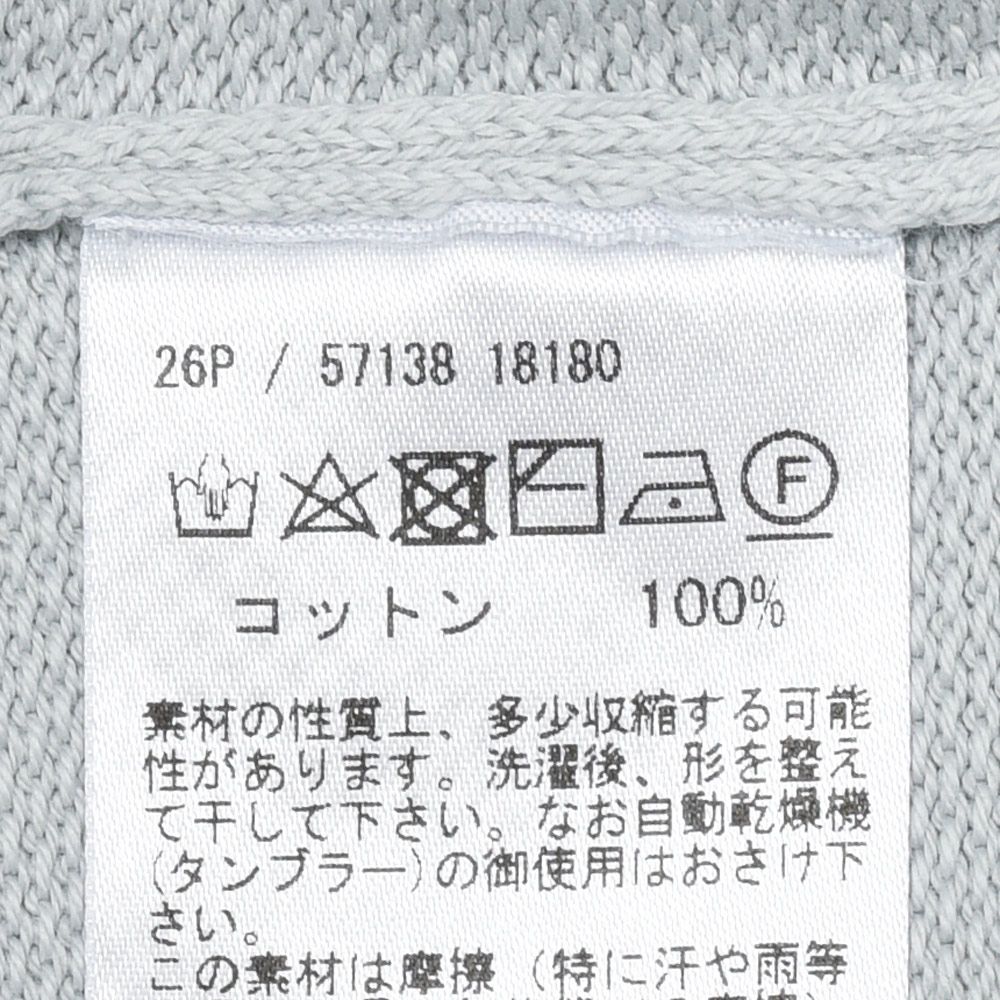 26P / 57138 18180
F
コットン 100%
素材の性質上、多少収縮する可能
性があります。洗濯後、形を整え
て干して下さい。なお自動乾燥機
(タンブラー)の御使用はおさけ下
さい。
この素材は摩擦(特に汗や雨等